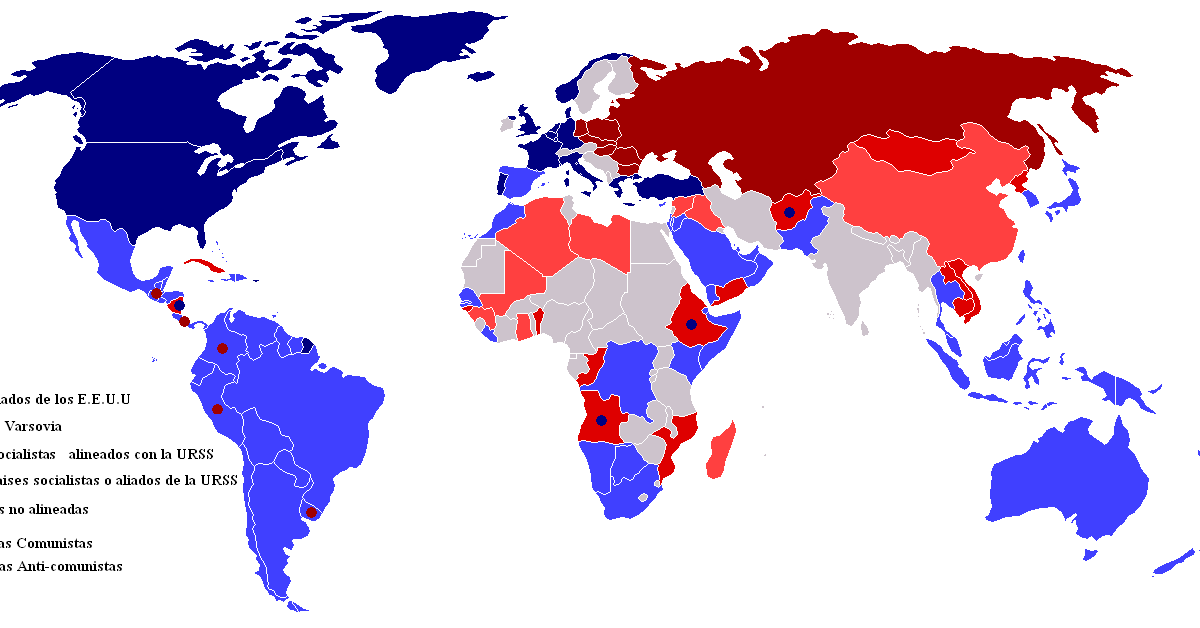 ados de los E.E.U.U
Varsovia
ocialistas alineados con la URSS
aises socialistas o aliados de la URSS
s no alineadas
as Comunistas
as Anti-comunistas